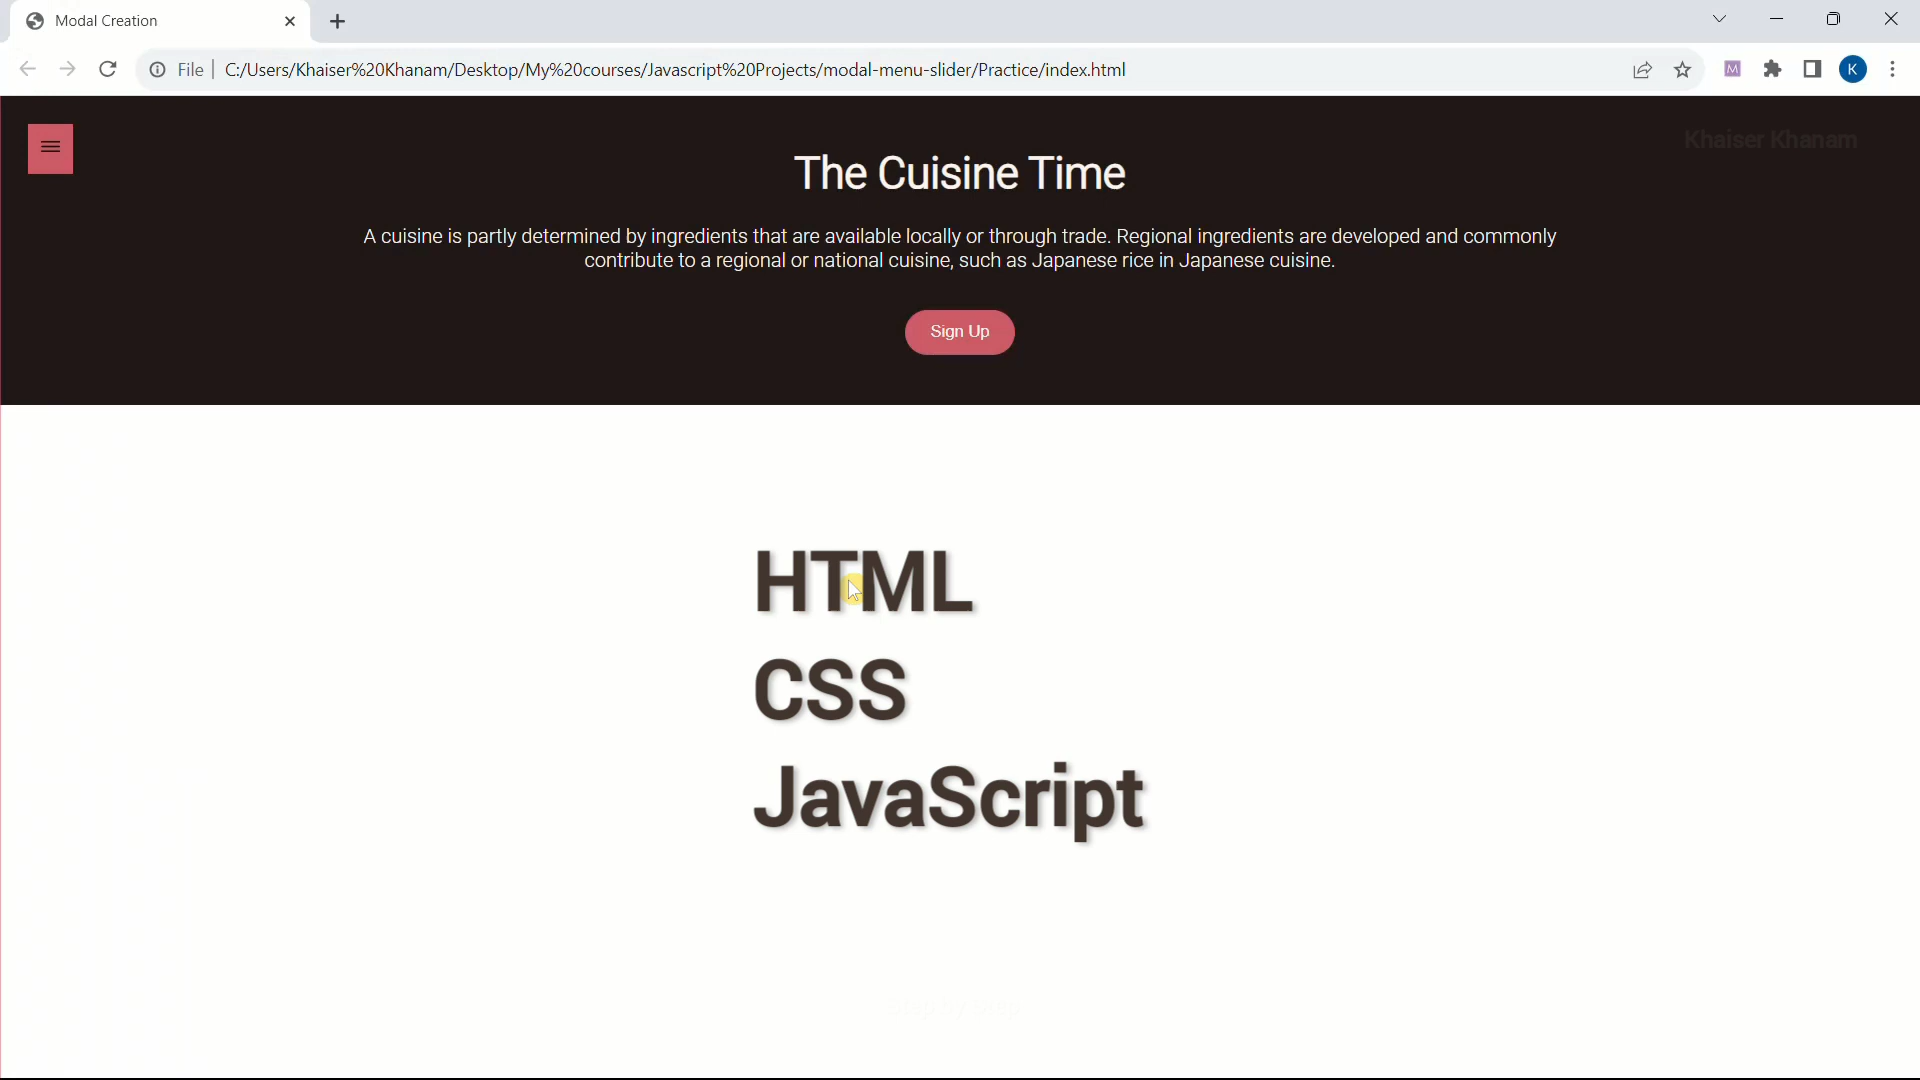 Modal Creation
File
C:/Users/Khaiser%20Khanam/Desktop/My%20courses/Javascript%20Projects/modal-menu-slider/Practice/index.html
M
K
Khaiser Khanam
The Cuisine Time
A cuisine is partly determined by ingredients that are available locally or through trade. Regional ingredients are developed and commonly
contribute to a regional or national cuisine, such as Japanese rice in Japanese cuisine.
Sign Up
HTML
CSS
JavaScript